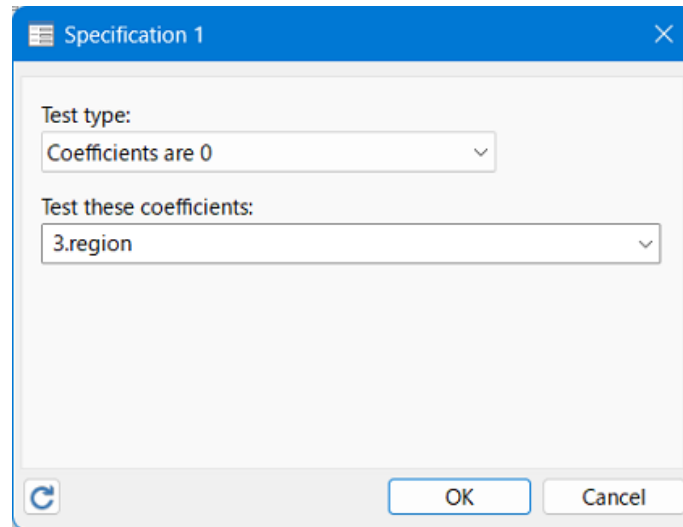 Specification 1
Test type:
Coefficients are 0
Test these coefficients:
3.region
OK Cancel